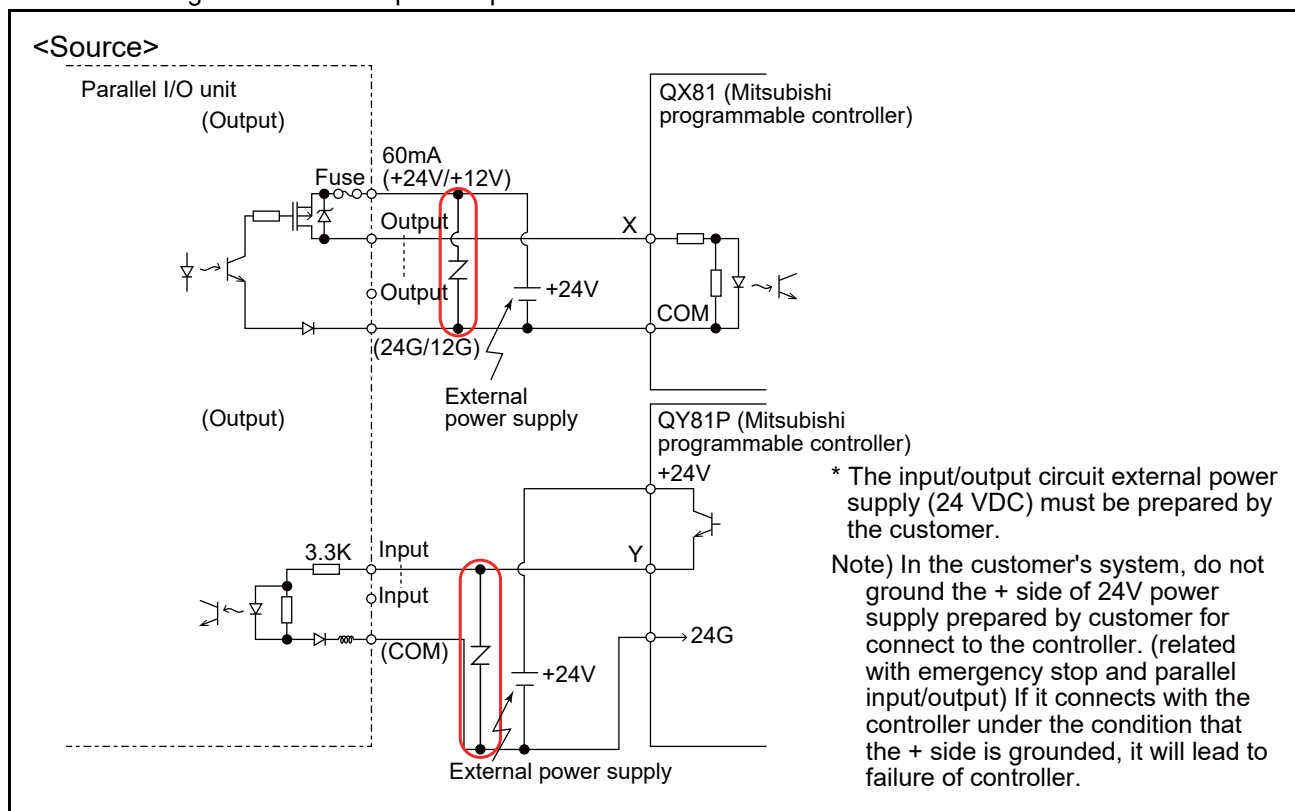 <Source>
Parallel I/O unit
(Output)
60mA
(+24V/+12V)
Fuse
Output
Output
(24G/12G)
+24V
External
power supply
X
COM
QX81 (Mitsubishi
programmable controller)
(Output)
3.3K
Input
Input
(COM)
+24V
External power supply
QY81P (Mitsubishi
programmable controller)
+24V
Y
24G
* The input/output circuit external power
supply (24 VDC) must be prepared by
the customer.
Note) In the customer's system, do not
ground the + side of 24V power
supply prepared by customer for
connect to the controller. (related
with emergency stop and parallel
input/output) If it connects with the
controller under the condition that
the + side is grounded, it will lead to
failure of controller.